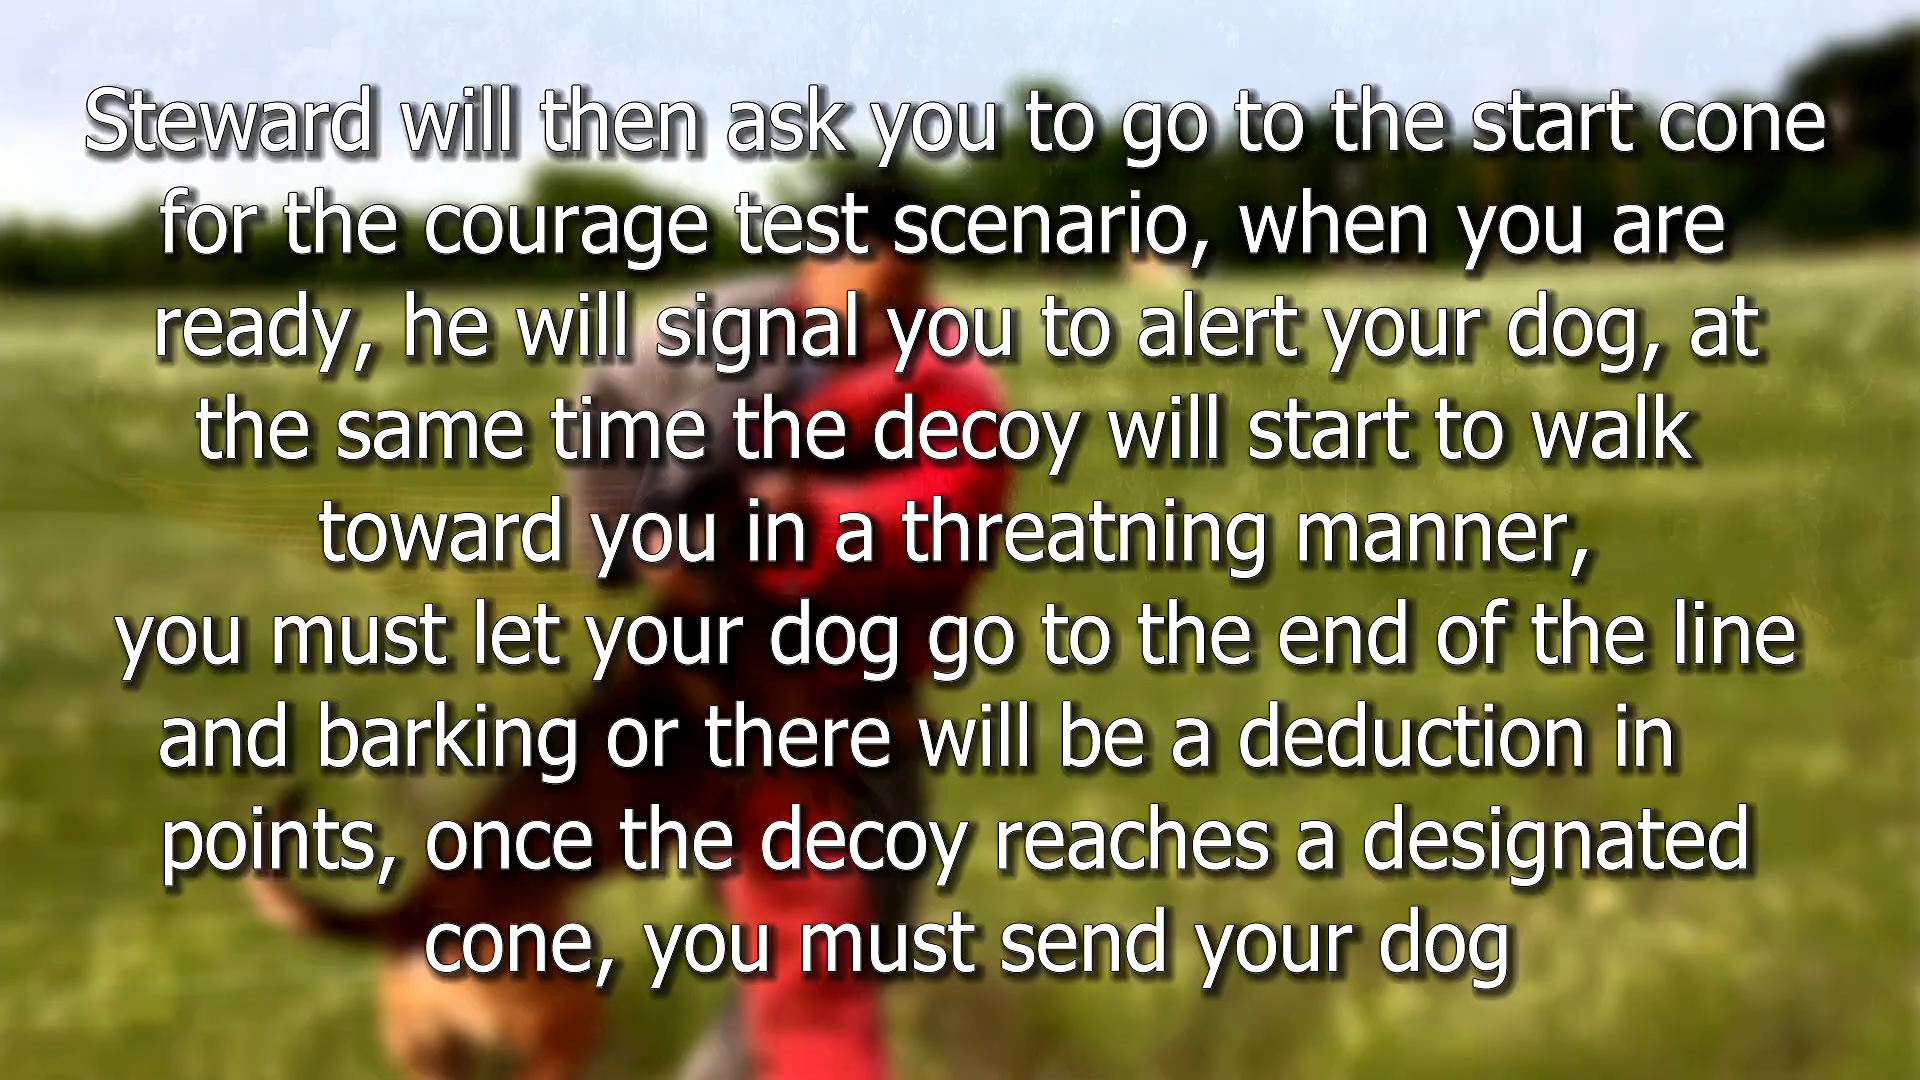 Steward will then ask you to go to the start cone
for the courage test scenario, when you are
ready, he will signal you to alert your dog, at
the same time the decoy will start to walk
toward you in a threatning manner,
you must let your dog go to the end of the line
and barking or there will be a deduction in
points, once the decoy reaches a designated
cone, you must send your dog